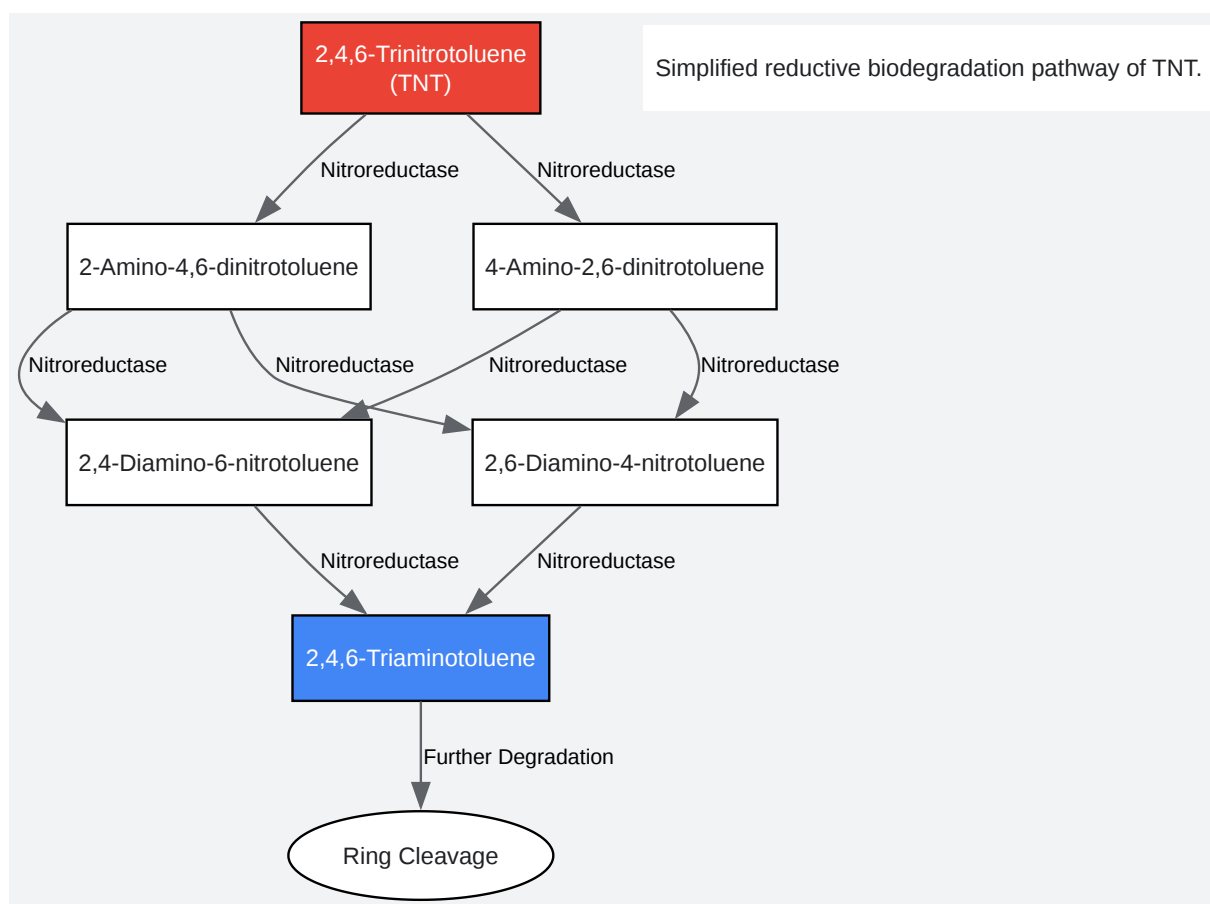 2,4,6-Trinitrotoluene
(TNT)
Simplified reductive biodegradation pathway of TNT.
Nitroreductase
Nitroreductase
2-Amino-4,6-dinitrotoluene
4-Amino-2,6-dinitrotoluene
Nitroreductase
Nitroreductase
Nitroreductase
Nitroreductase
2,4-Diamino-6-nitrotoluene
2,6-Diamino-4-nitrotoluene
Nitroreductase
Nitroreductase
2,4,6-Triaminotoluene
Further Degradation
Ring Cleavage